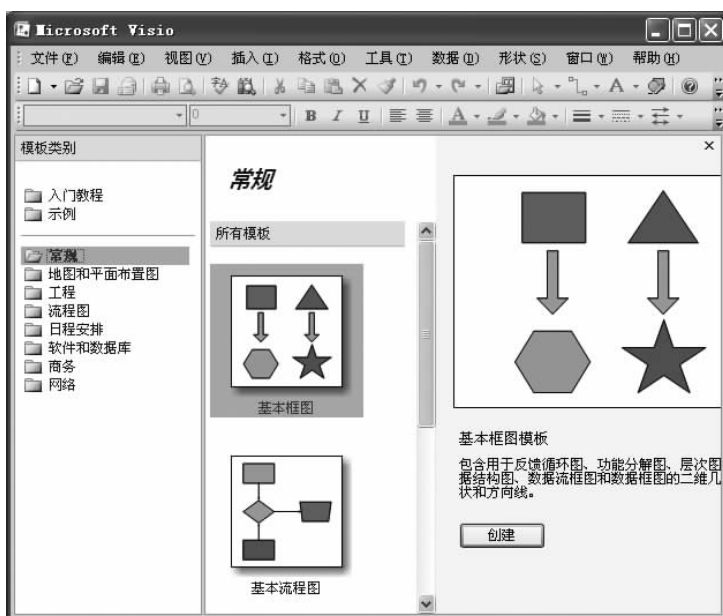 Microsoft Visio
文件(F) 编辑(E) 视图(V) 插入(I) 格式(O) 工具(T) 数据(D) 形状(S) 窗口(W) 帮助(H)
0
B I U A
模板类别
入门教程
示例
常规
地图和平面布置图
工程
流程图
日程安排
软件和数据库
商务
网络
常规
所有模板
基本框图
基本流程图
基本框图模板
包含用于反馈循环图、功能分解图、层次图
据结构图、数据流框图和数据框图的二维几
状和方向线。
创建